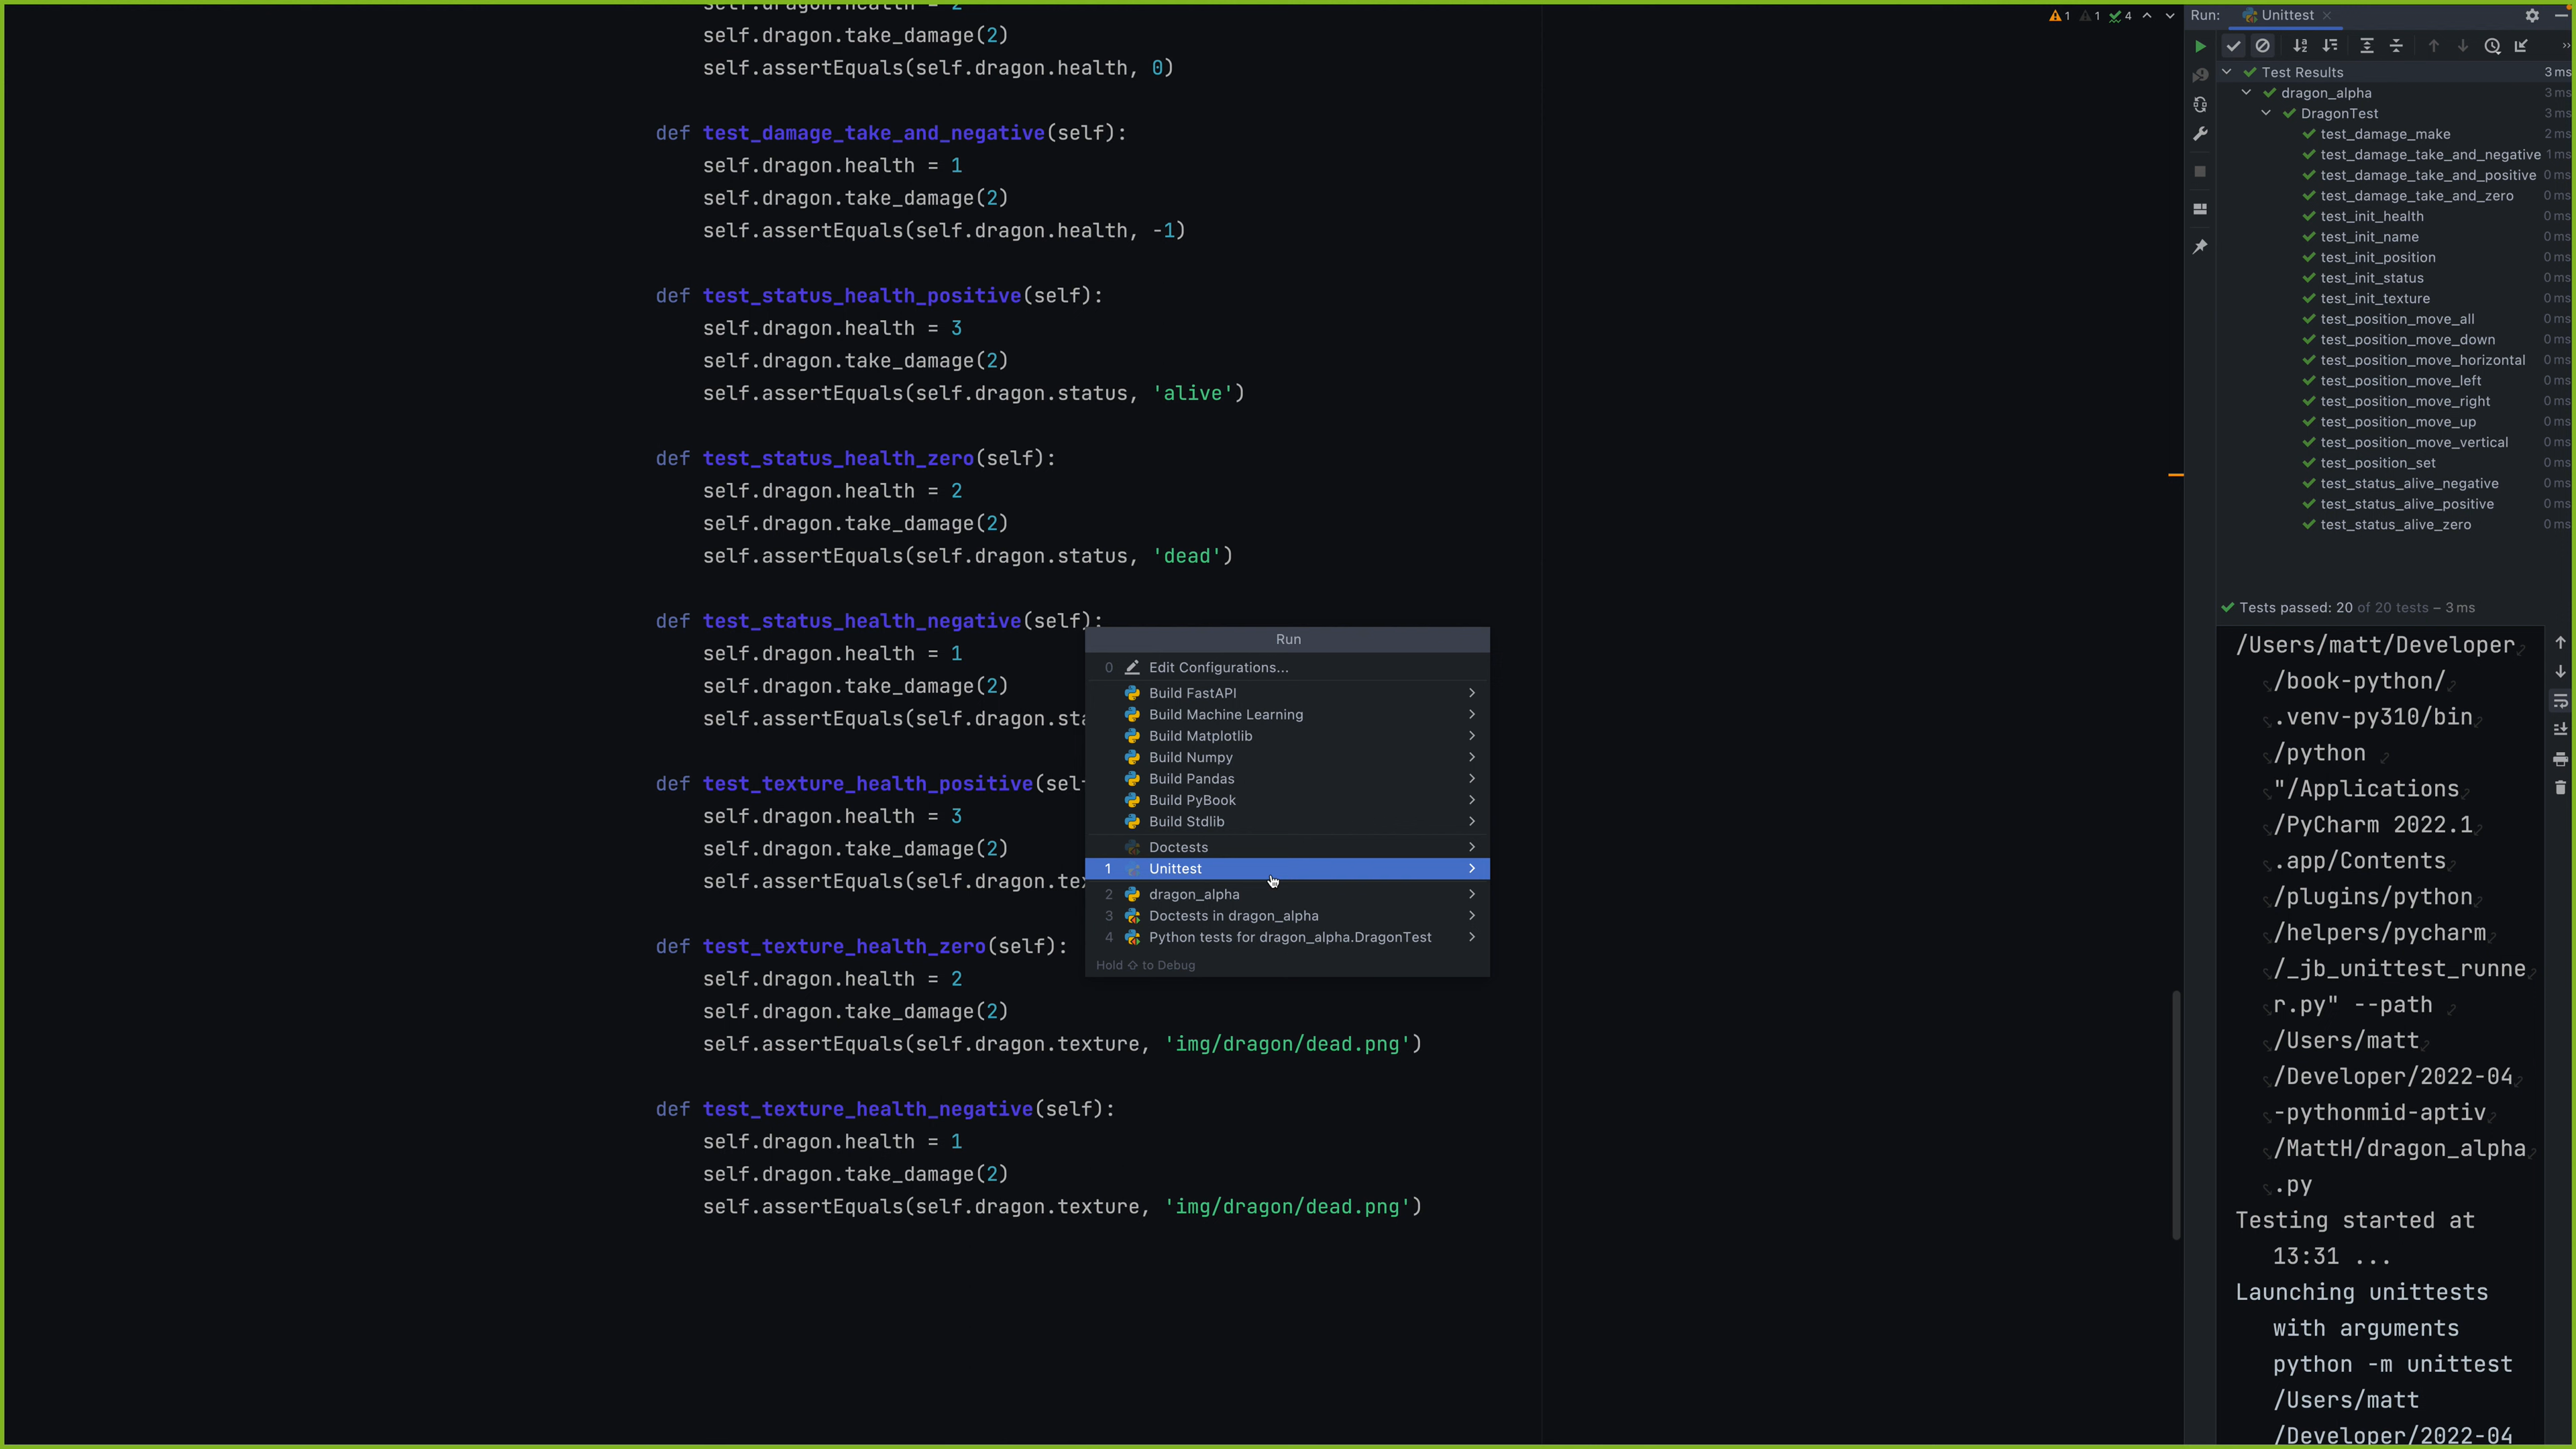 self.dragon.health = 2
self.dragon.take_damage(2)
self.assertEquals(self.dragon.health, 0)
def test_damage_take_and_negative(self):
self.dragon.health = 1
self.dragon.take_damage(2)
self.assertEquals(self.dragon.health, -1)
def test_status_health_positive(self):
self.dragon.health = 3
self.dragon.take_damage(2)
self.assertEquals(self.dragon.status, 'alive')
def test_status_health_zero(self):
self.dragon.health = 2
self.dragon.take_damage(2)
self.assertEquals(self.dragon.status, 'dead')
def test_status_health_negative(self):
self.dragon.health = 1
self.dragon.take_damage(2)
self.assertEquals(self.dragon.sta
def test_texture_health_positive(sel
self.dragon.health = 3
self.dragon.take_damage(2)
self.assertEquals(self.dragon.tex
def test_texture_health_zero(self):
self.dragon.health = 2
self.dragon.take_damage(2)
self.assertEquals(self.dragon.texture, 'img/dragon/dead.png')
def test_texture_health_negative(self):
self.dragon.health = 1
self.dragon.take_damage(2)
self.assertEquals(self.dragon.texture, 'img/dragon/dead.png')
Run
0 Edit Configurations...
Build FastAPI
Build Machine Learning
Build Matplotlib
Build Numpy
Build Pandas
Build PyBook
Build Stdlib
Doctests
1 Unittest
2 dragon_alpha
3 Doctests in dragon_alpha
4 Python tests for dragon_alpha.DragonTest
Hold ⇧ to Debug
1 1 4
Run: Unittest
Test Results 3 ms
dragon_alpha 3 ms
DragonTest 3 ms
test_damage_make 2 ms
test_damage_take_and_negative 1 ms
test_damage_take_and_positive 0 ms
test_damage_take_and_zero 0 ms
test_init_health 0 ms
test_init_name 0 ms
test_init_position 0 ms
test_init_status 0 ms
test_init_texture 0 ms
test_position_move_all 0 ms
test_position_move_down 0 ms
test_position_move_horizontal 0 ms
test_position_move_left 0 ms
test_position_move_right 0 ms
test_position_move_up 0 ms
test_position_move_vertical 0 ms
test_position_set 0 ms
test_status_alive_negative 0 ms
test_status_alive_positive 0 ms
test_status_alive_zero 0 ms
Tests passed: 20 of 20 tests – 3 ms
/Users/matt/Developer
/book-python/
.venv-py310/bin
/python
"/Applications
/PyCharm 2022.1
.app/Contents
/plugins/python
/helpers/pycharm
/_jb_unittest_runne
r.py" --path
/Users/matt
/Developer/2022-04
-pythonmid-aptiv
/MattH/dragon_alpha
.py
Testing started at
13:31 ...
Launching unittests
with arguments
python -m unittest
/Users/matt
/Developer/2022-04